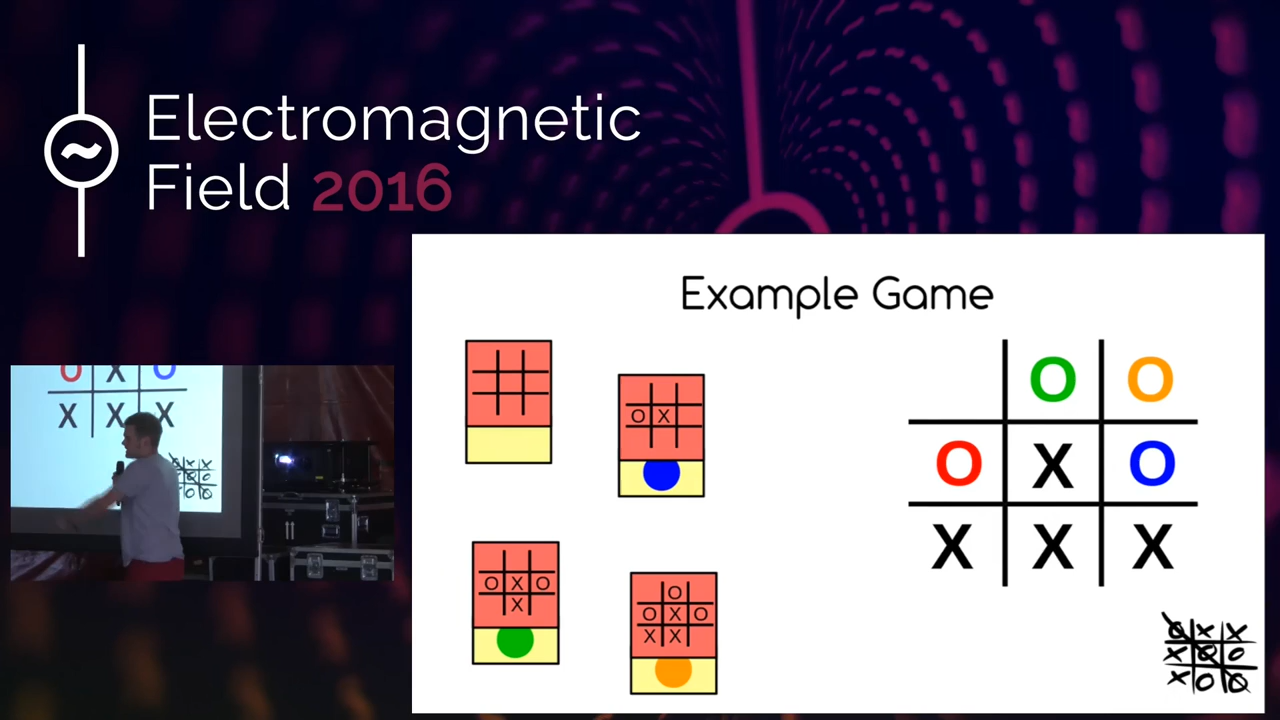 Electromagnetic
Field 2016
Example Game
O O
O X O
X X X
O X
O X O
X
O
O X O
X X
O X O
X X X
O X X
X O O
X O O